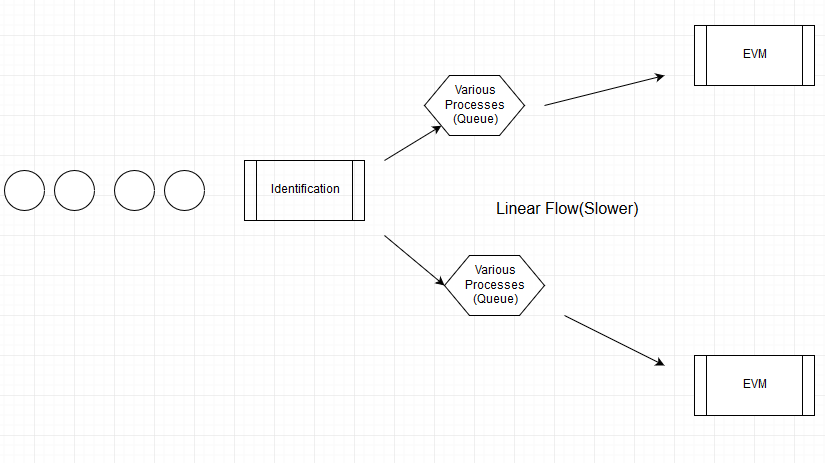 EVM
Various
Processes
(Queue)
Identification
Linear Flow(Slower)
Various
Processes
(Queue)
EVM